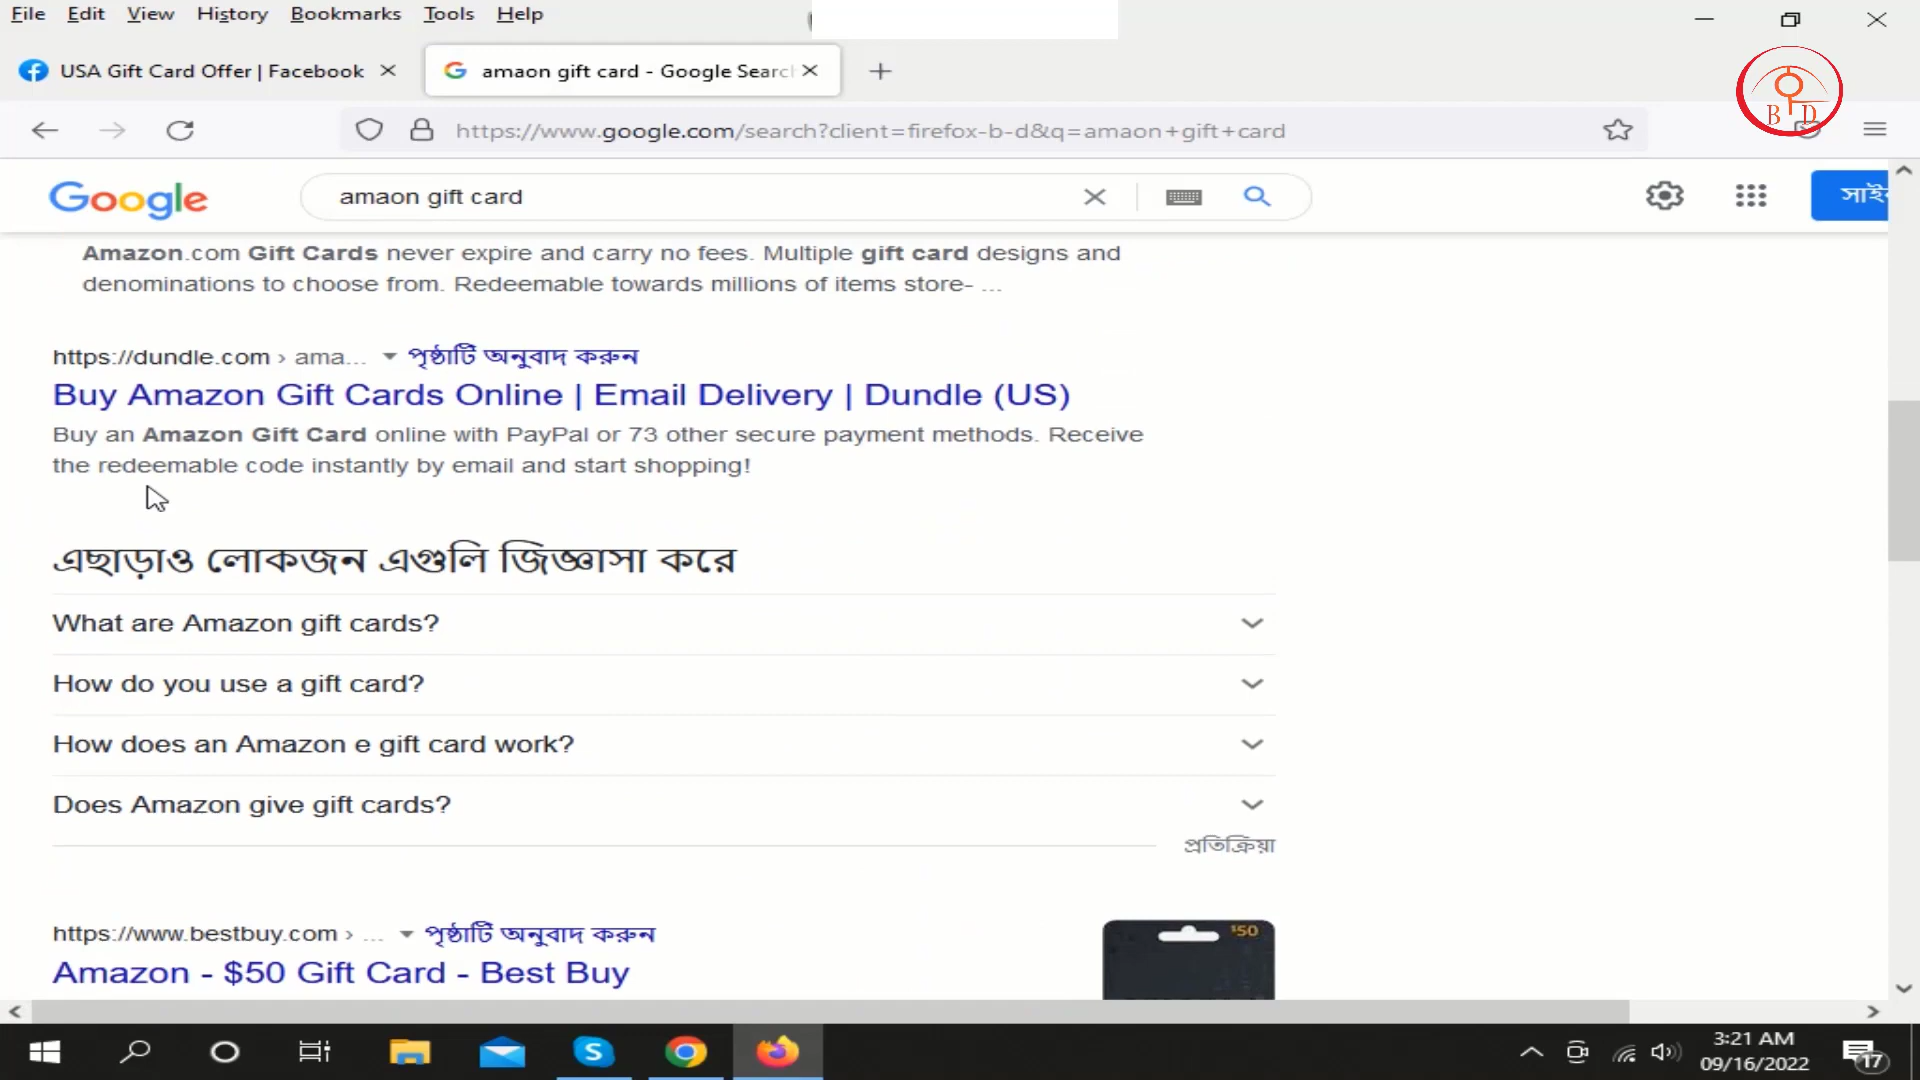 File Edit View History Bookmarks Tools Help
USA Gift Card Offer | Facebook
amaon gift card - Google Searc
B D
https://www.google.com/search?client=firefox-b-d&q=amaon+gift+card
Google
amaon gift card
সাই
Amazon.com Gift Cards never expire and carry no fees. Multiple gift card designs and
denominations to choose from. Redeemable towards millions of items store- ...
https://dundle.com › ama... পৃষ্ঠাটি অনুবাদ করুন
Buy Amazon Gift Cards Online | Email Delivery | Dundle (US)
Buy an Amazon Gift Card online with PayPal or 73 other secure payment methods. Receive
the redeemable code instantly by email and start shopping!
এছাড়াও লোকজন এগুলি জিজ্ঞাসা করে
What are Amazon gift cards?
How do you use a gift card?
How does an Amazon e gift card work?
Does Amazon give gift cards?
প্রতিক্রিয়া
https://www.bestbuy.com › ... পৃষ্ঠাটি অনুবাদ করুন
$50
Amazon - $50 Gift Card - Best Buy
3:21 AM
09/16/2022
17